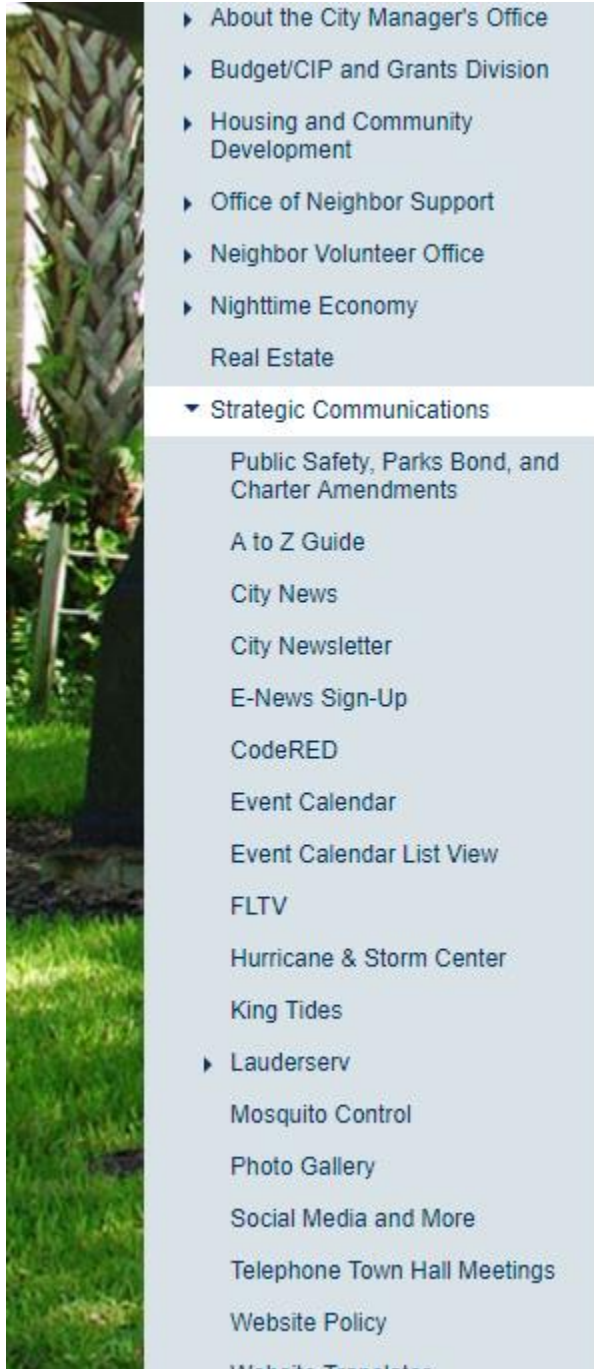 About the City Manager's Office
Budget/CIP and Grants Division
Housing and Community
Development
Office of Neighbor Support
Neighbor Volunteer Office
Nighttime Economy
Real Estate
Strategic Communications
Public Safety, Parks Bond, and
Charter Amendments
A to Z Guide
City News
City Newsletter
E-News Sign-Up
CodeRED
Event Calendar
Event Calendar List View
FLTV
Hurricane & Storm Center
King Tides
Lauderserv
Mosquito Control
Photo Gallery
Social Media and More
Telephone Town Hall Meetings
Website Policy